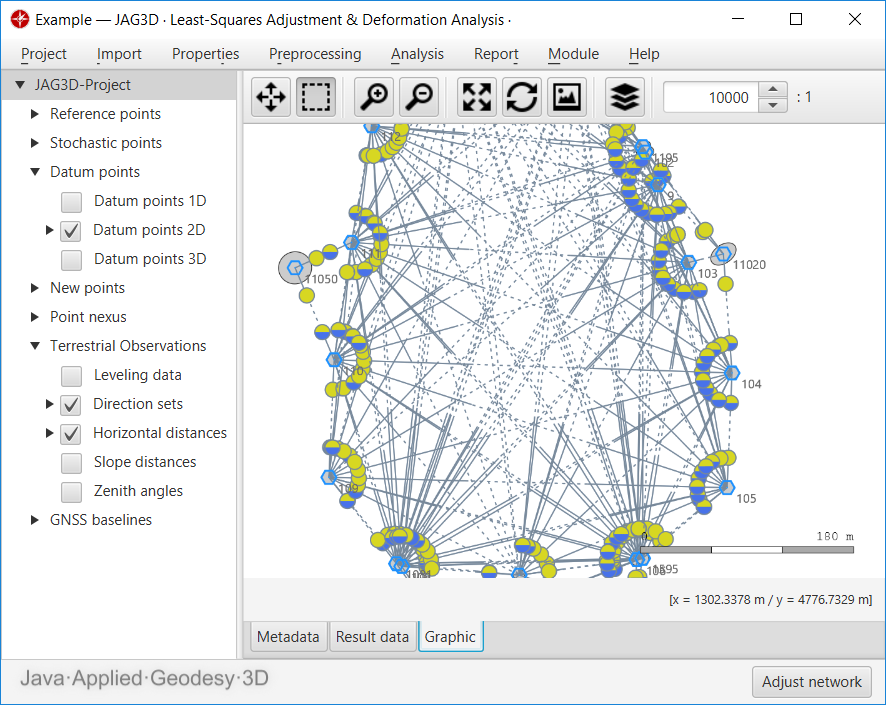 Example — JAG3D · Least-Squares Adjustment & Deformation Analysis ·
Project Import Properties Preprocessing Analysis Report Module Help
JAG3D-Project
Reference points
Stochastic points
Datum points
Datum points 1D
Datum points 2D
Datum points 3D
New points
Point nexus
Terrestrial Observations
Leveling data
Direction sets
Horizontal distances
Slope distances
Zenith angles
GNSS baselines
10000 : 1
1195
11050
103
11020
104
109
105
0 180 m
[x = 1302.3378 m / y = 4776.7329 m]
Metadata Result data Graphic
Java·Applied·Geodesy·3D
Adjust network